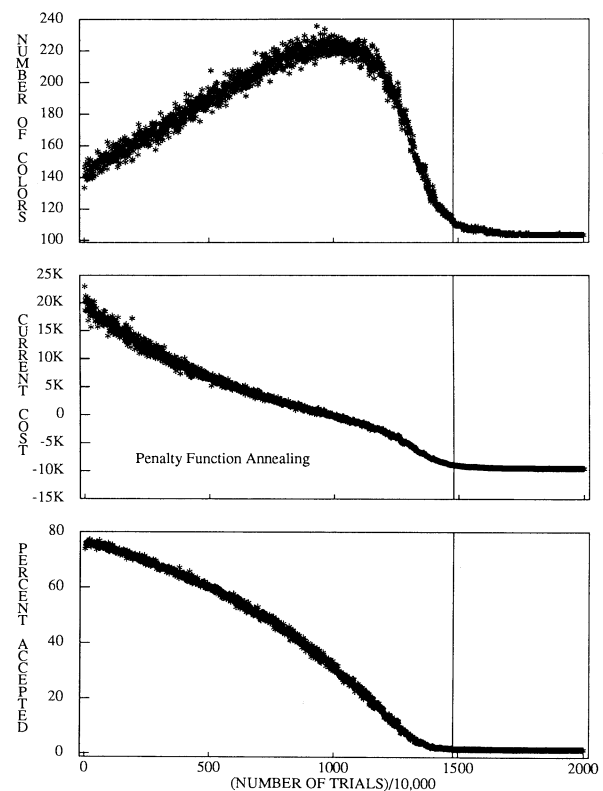 NUMBER OF COLORS
240
220
200
180
160
140
120
100
CURRENT COST
25K
20K
15K
10K
5K
0
-5K
-10K
-15K
Penalty Function Annealing
PERCENT ACCEPTED
80
60
40
20
0
0 500 1000 1500 2000
(NUMBER OF TRIALS)/10,000